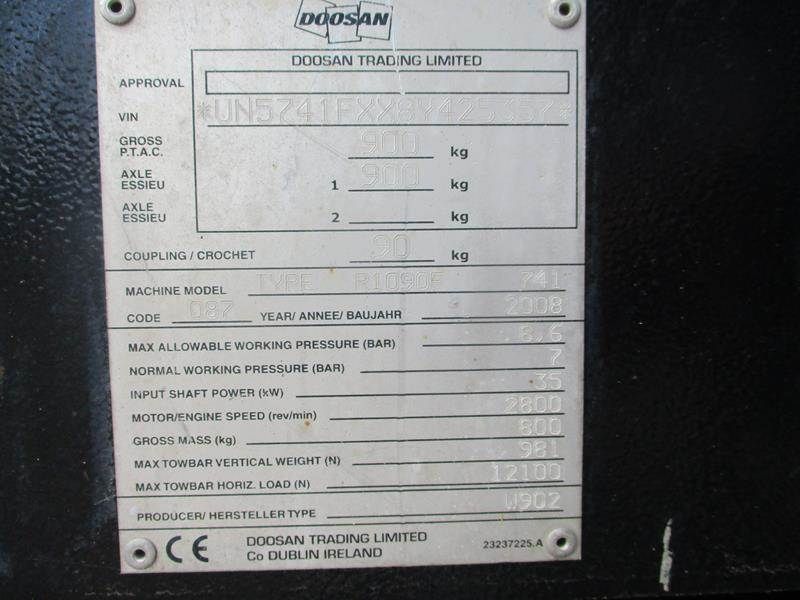 DOOSAN
DOOSAN TRADING LIMITED
APPROVAL
VIN *UN5741FXX8Y425357*
GROSS P.T.A.C. 900 kg
AXLE ESSIEU 1 900 kg
AXLE ESSIEU 2 kg
COUPLING / CROCHET 90 kg
MACHINE MODEL TYPE R1090F 741
CODE 087 YEAR/ ANNEE/ BAUJAHR 2008
MAX ALLOWABLE WORKING PRESSURE (BAR) 8,6
NORMAL WORKING PRESSURE (BAR) 7
INPUT SHAFT POWER (kW) 35
MOTOR/ENGINE SPEED (rev/min) 2800
GROSS MASS (kg) 800
MAX TOWBAR VERTICAL WEIGHT (N) 981
MAX TOWBAR HORIZ. LOAD (N) 12100
PRODUCER/ HERSTELLER TYPE W902
CE DOOSAN TRADING LIMITED
Co DUBLIN IRELAND 23237225.A